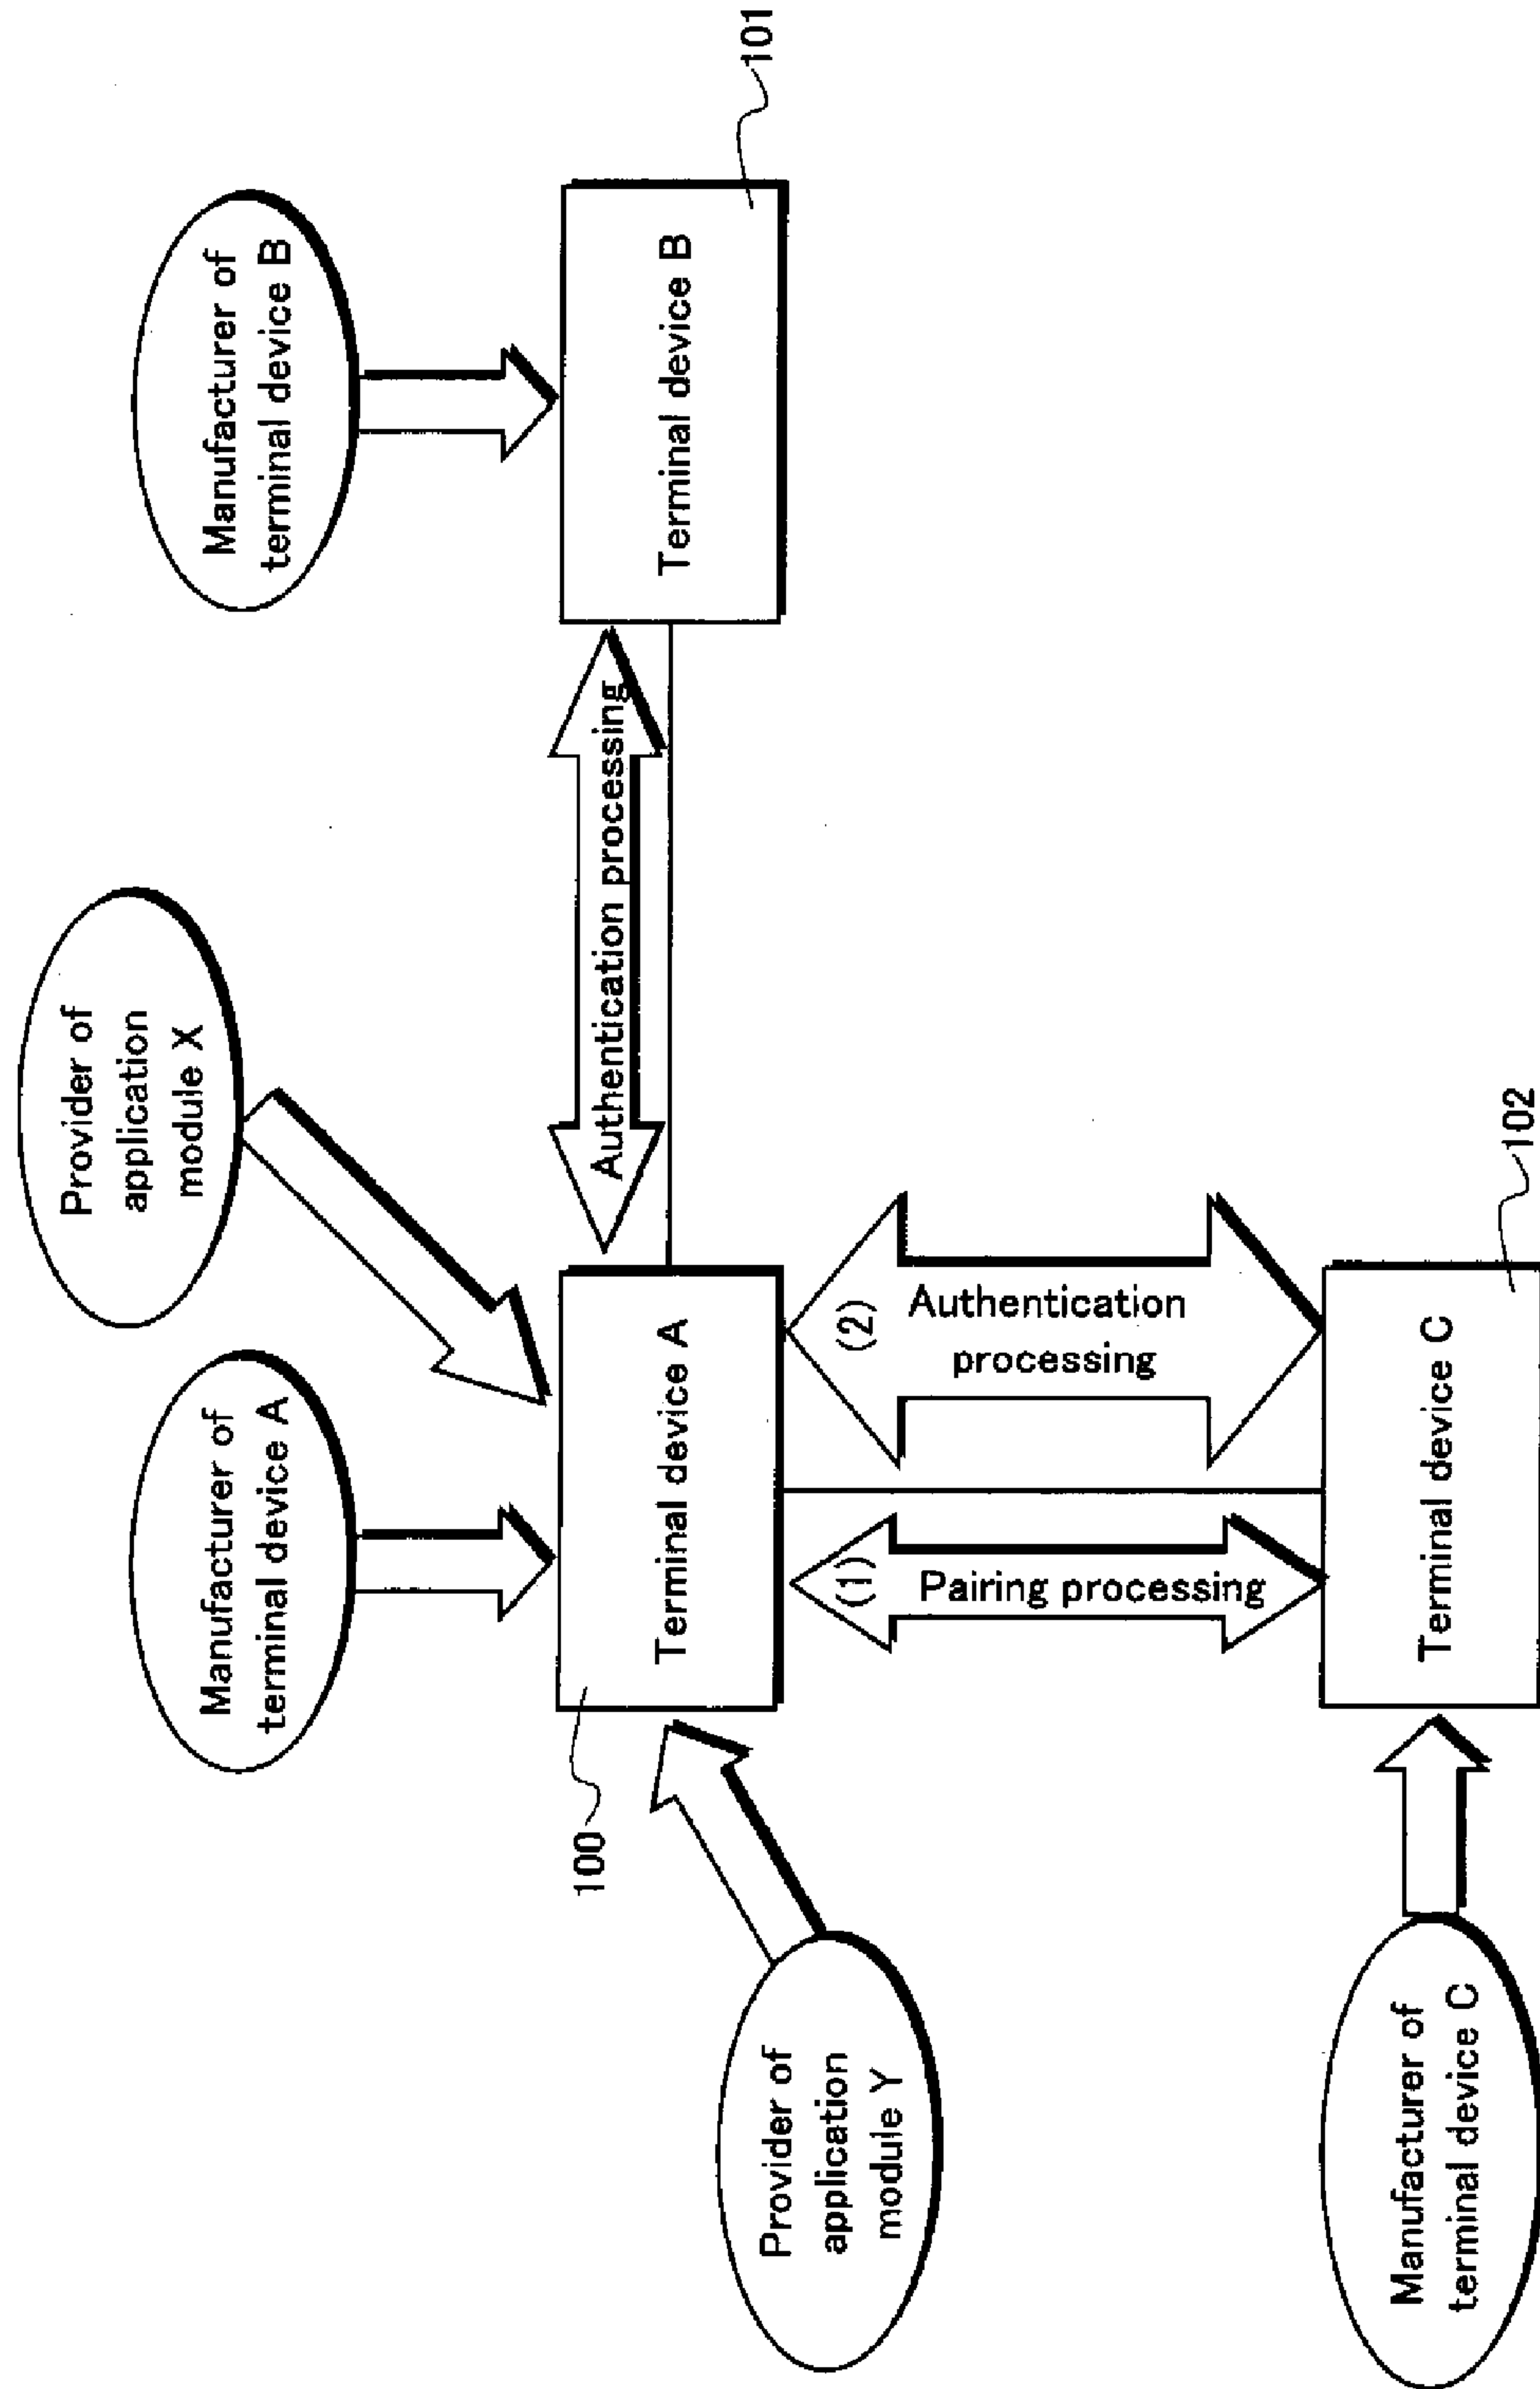 Provider of
application
module X
Manufacturer of
terminal device A
Manufacturer of
terminal device B
Authentication processing
100
Terminal device A
Terminal device B
101
Provider of
application
module Y
(1)
Pairing processing
(2)
Authentication
processing
Manufacturer of
terminal device C
Terminal device C
102